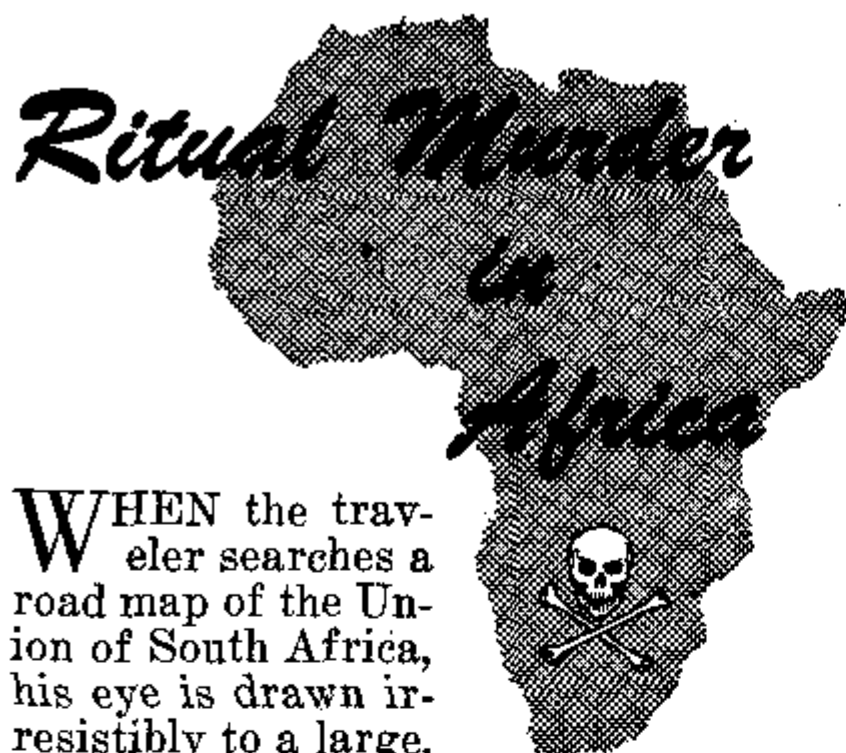 Ritual Murder
in
Africa
WHEN the trav-
eler searches a
road map of the Un-
ion of South Africa,
his eye is drawn ir-
resistibly to a large,